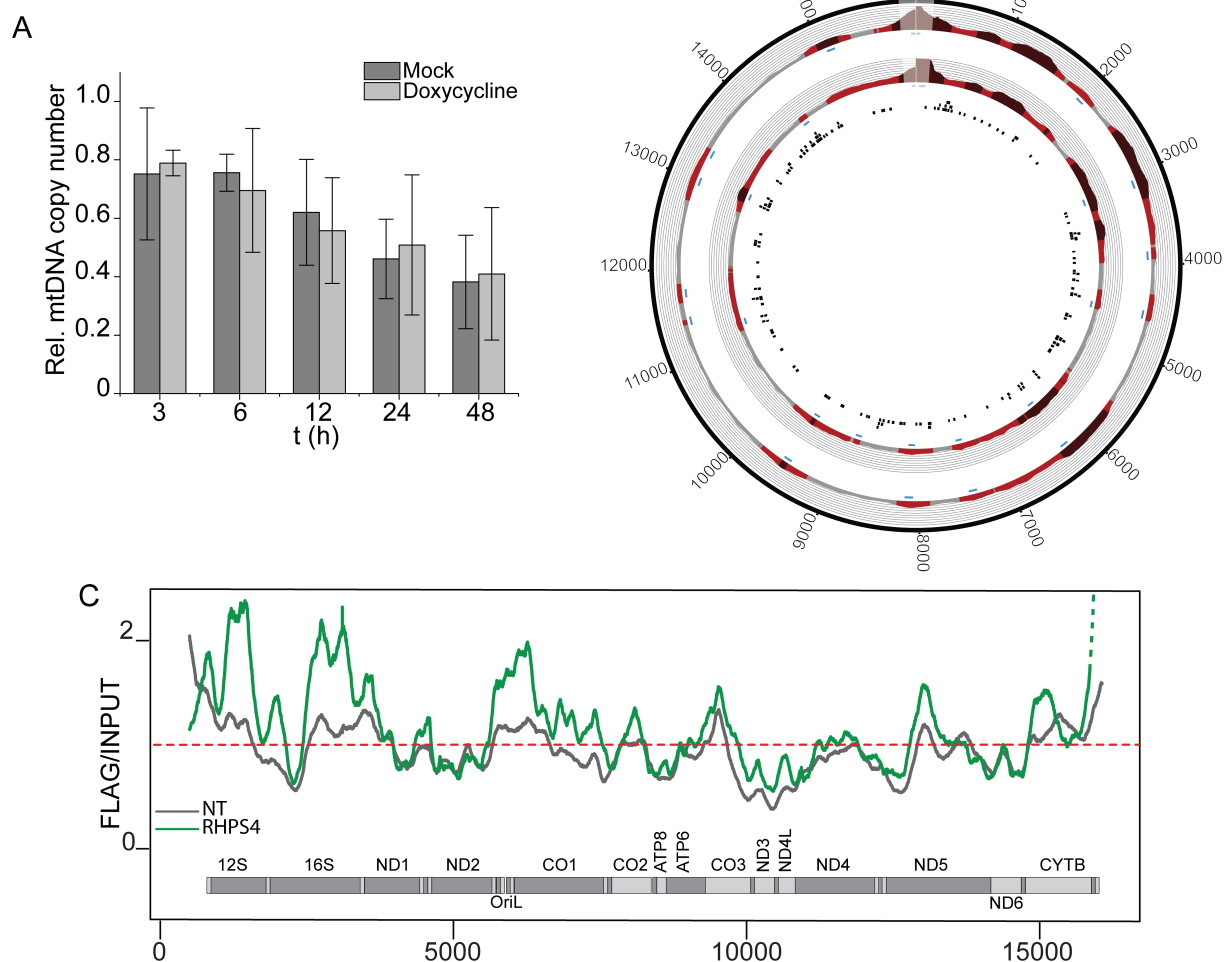 A
Mock
Doxycycline
Rel. mtDNA copy number
1.0
0.8
0.6
0.4
0.2
0
3 6 12 24 48
t (h)
2000
3000
4000
5000
6000
7000
8000
9000
10000
11000
12000
13000
14000
C
FLAG/INPUT
2
0
NT
RHPS4
12S 16S ND1 ND2 CO1 CO2 ATP8 ATP6 CO3 ND3 ND4L ND4 ND5 CYTB
OriL ND6
0 5000 10000 15000